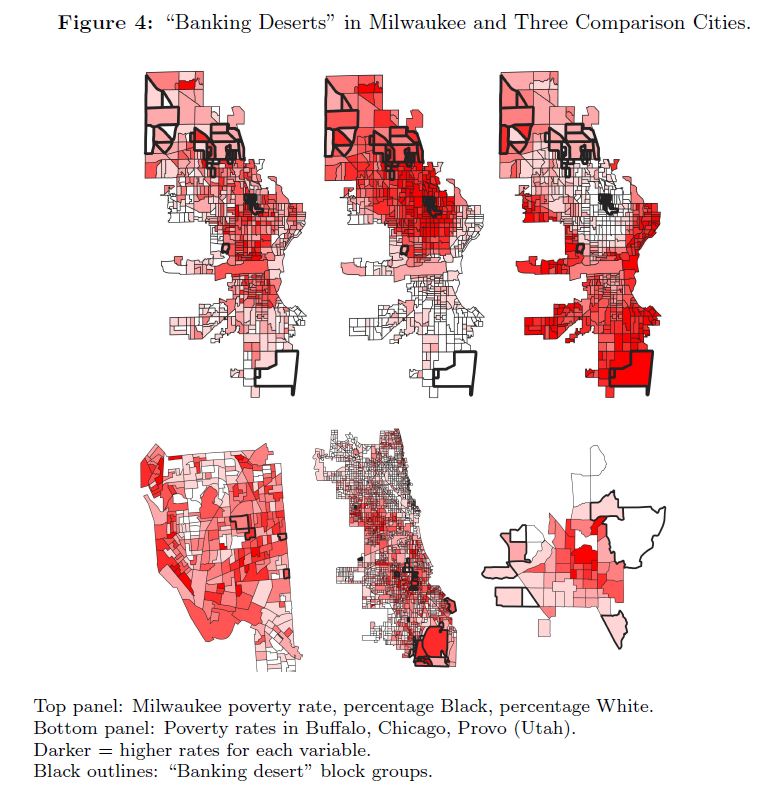 Figure 4: “Banking Deserts” in Milwaukee and Three Comparison Cities.
Top panel: Milwaukee poverty rate, percentage Black, percentage White.
Bottom panel: Poverty rates in Buffalo, Chicago, Provo (Utah).
Darker = higher rates for each variable.
Black outlines: “Banking desert” block groups.